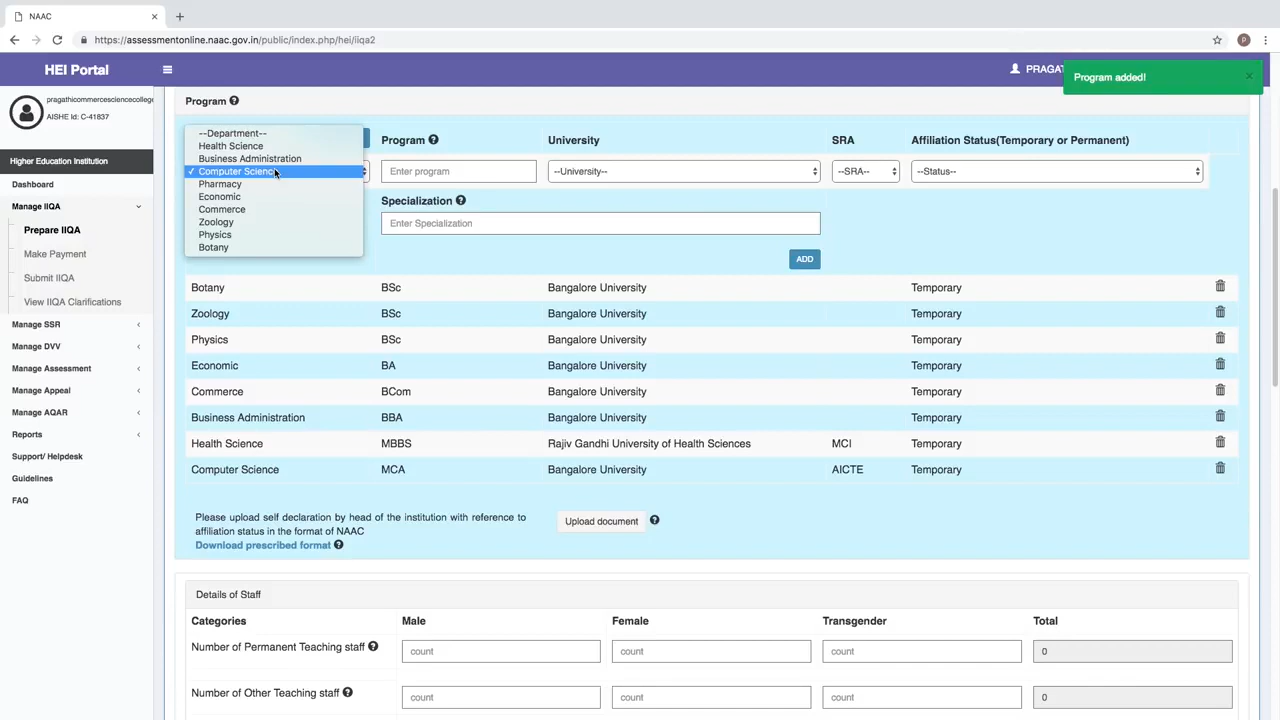 NAAC
https://assessmentonline.naac.gov.in/public/index.php/hei/iiqa2
P
HEI Portal
PRAGAT
Program added!
pragathicommercesciencecollege
AISHE Id: C-41837
Higher Education Institution
Dashboard
Manage IIQA
Prepare IIQA
Make Payment
Submit IIQA
View IIQA Clarifications
Manage SSR
Manage DVV
Manage Assessment
Manage Appeal
Manage AQAR
Reports
Support/ Helpdesk
Guidelines
FAQ
Program
--Department--
Health Science
Business Administration
✓ Computer Science
Pharmacy
Economic
Commerce
Zoology
Physics
Botany
Program University SRA Affiliation Status(Temporary or Permanent)
Enter program --University-- --SRA-- --Status--
Specialization
Enter Specialization
ADD
Botany BSc Bangalore University Temporary
Zoology BSc Bangalore University Temporary
Physics BSc Bangalore University Temporary
Economic BA Bangalore University Temporary
Commerce BCom Bangalore University Temporary
Business Administration BBA Bangalore University Temporary
Health Science MBBS Rajiv Gandhi University of Health Sciences MCI Temporary
Computer Science MCA Bangalore University AICTE Temporary
Please upload self declaration by head of the institution with reference to
affiliation status in the format of NAAC
Download prescribed format
Upload document
Details of Staff
Categories Male Female Transgender Total
Number of Permanent Teaching staff count count count 0
Number of Other Teaching staff count count count 0